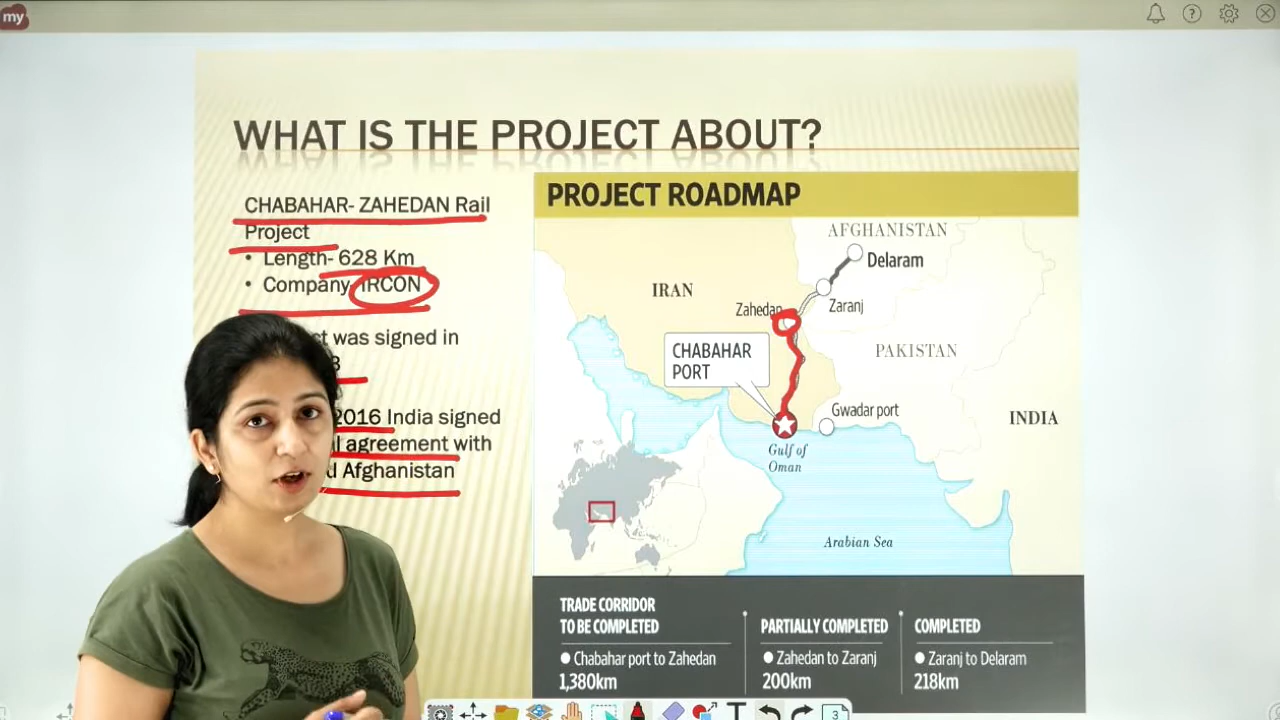 my
WHAT IS THE PROJECT ABOUT?
CHABAHAR- ZAHEDAN Rail
Project
• Length- 628 Km
• Company- IRCON
was signed in
2016 India signed
agreement with
Afghanistan
PROJECT ROADMAP
AFGHANISTAN
Delaram
IRAN
Zahedan
Zaranj
CHABAHAR
PORT
PAKISTAN
Gwadar port
INDIA
Gulf of
Oman
Arabian Sea
TRADE CORRIDOR
TO BE COMPLETED
● Chabahar port to Zahedan
1,380km
PARTIALLY COMPLETED
● Zahedan to Zaranj
200km
COMPLETED
● Zaranj to Delaram
218km
T
3